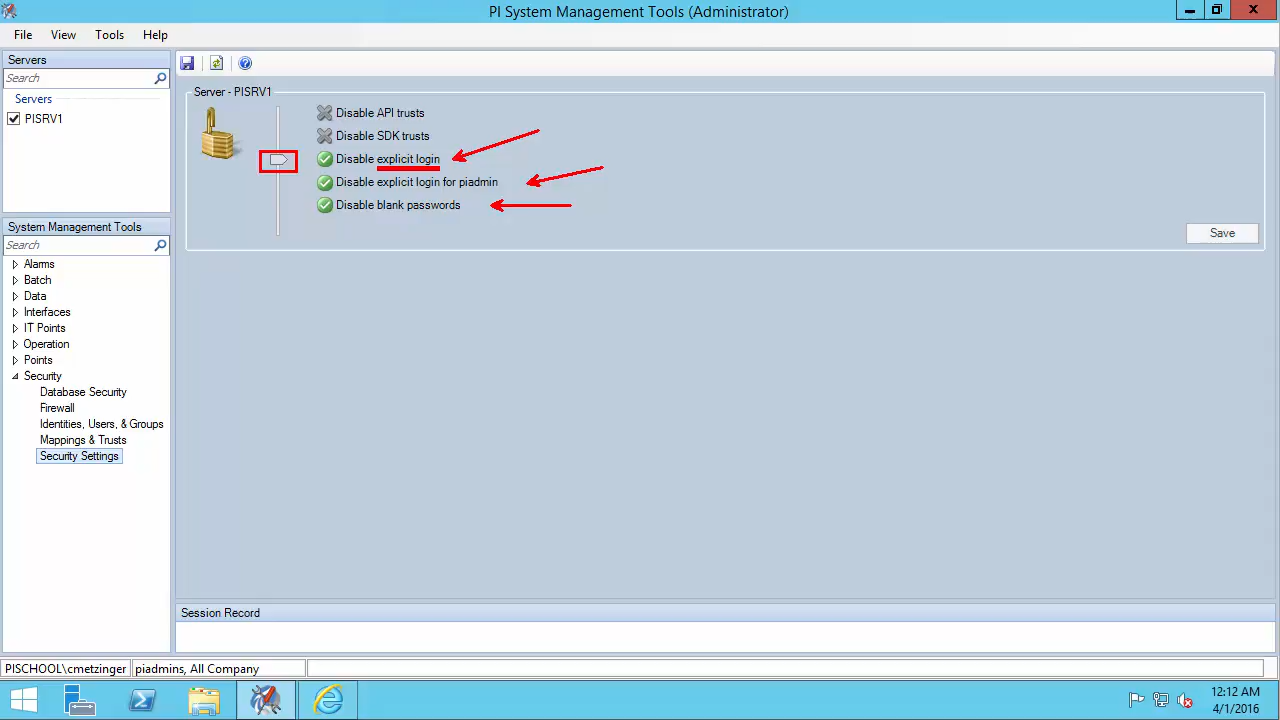 PI System Management Tools (Administrator)
File View Tools Help
Servers
Search
Servers
PISRV1
System Management Tools
Search
Alarms
Batch
Data
Interfaces
IT Points
Operation
Points
Security
Database Security
Firewall
Identities, Users, & Groups
Mappings & Trusts
Security Settings
Server - PISRV1
Disable API trusts
Disable SDK trusts
Disable explicit login
Disable explicit login for piadmin
Disable blank passwords
Save
Session Record
PISCHOOL\cmetzinger piadmins, All Company
12:12 AM
4/1/2016